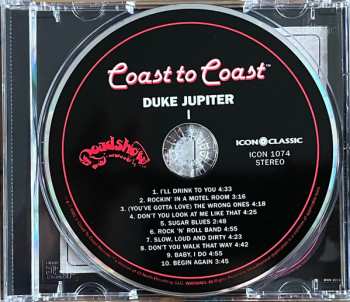 Coast to Coast™
DUKE JUPITER
I
Roadshow
ICON CLASSIC
ICON 1074
STEREO
1. I'LL DRINK TO YOU 4:33
2. ROCKIN' IN A MOTEL ROOM 3:16
3. (YOU'VE GOTTA LOVE) THE WRONG ONES 4:18
4. DON'T YOU LOOK AT ME LIKE THAT 4:25
5. SUGAR BLUES 2:48
6. ROCK 'N' ROLL BAND 4:55
7. SLOW, LOUD AND DIRTY 4:23
8. DON'T YOU WALK THAT WAY 4:42
9. BABY, I DO 4:55
10. BEGIN AGAIN 3:45